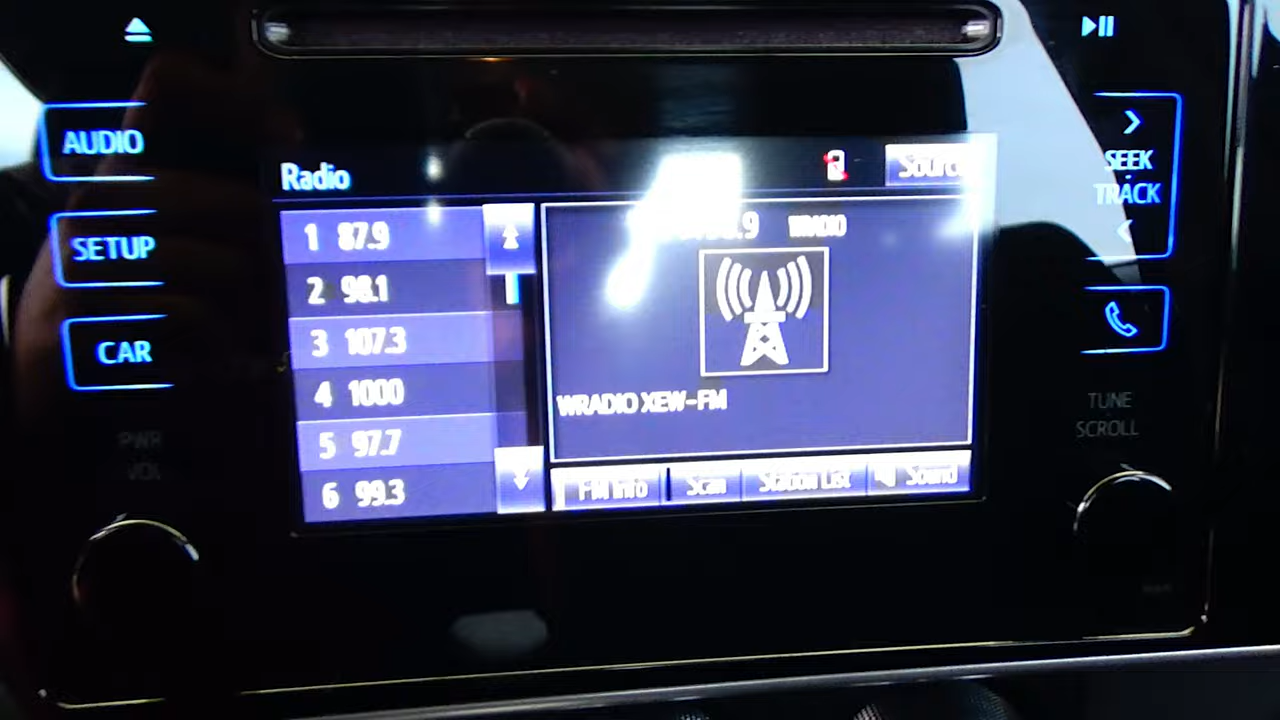 AUDIO
SETUP
CAR
PWR
VOL
Radio
Source
1 87.9
2 98.1
3 107.3
4 1000
5 97.7
6 99.3
WRADIO
WRADIO XEW-FM
FM Info
Scan
Station List
Sound
SEEK
TRACK
TUNE
SCROLL